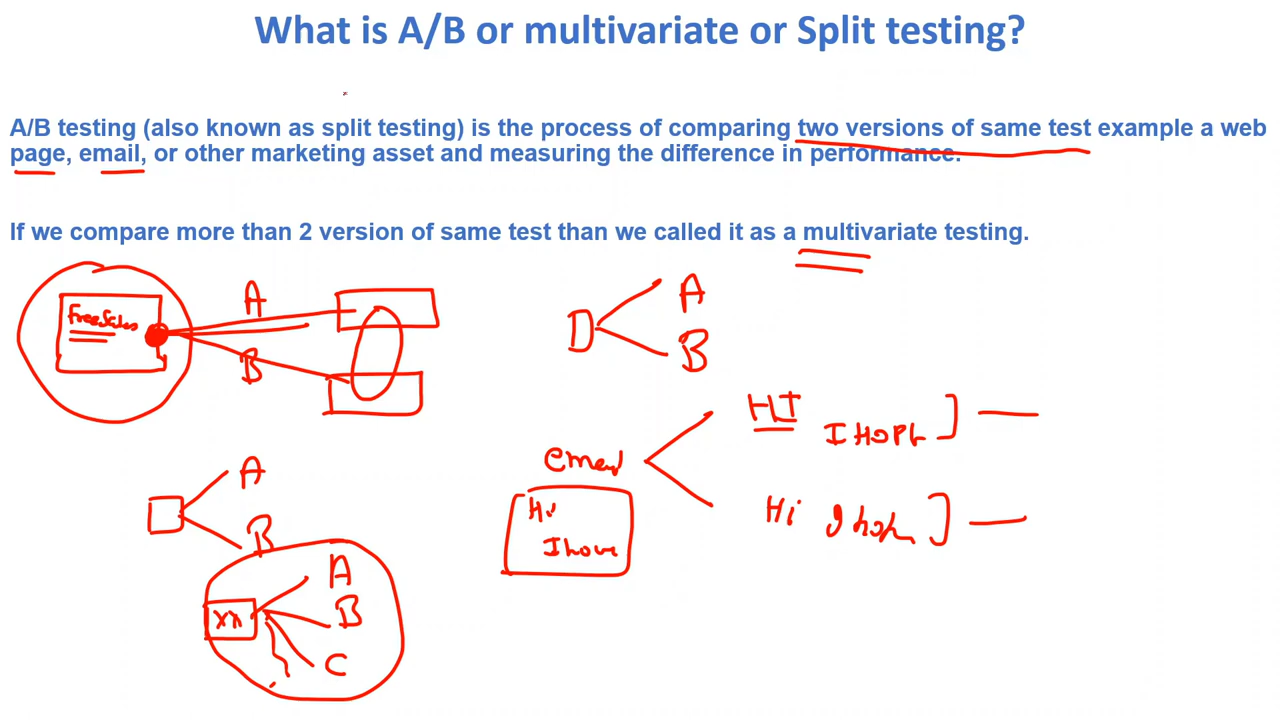 What is A/B or multivariate or Split testing?
A/B testing (also known as split testing) is the process of comparing two versions of same test example a web
page, email, or other marketing asset and measuring the difference in performance.
If we compare more than 2 version of same test than we called it as a multivariate testing.
A
B
D
A
B
Hi
A
B
xx
A
B
C